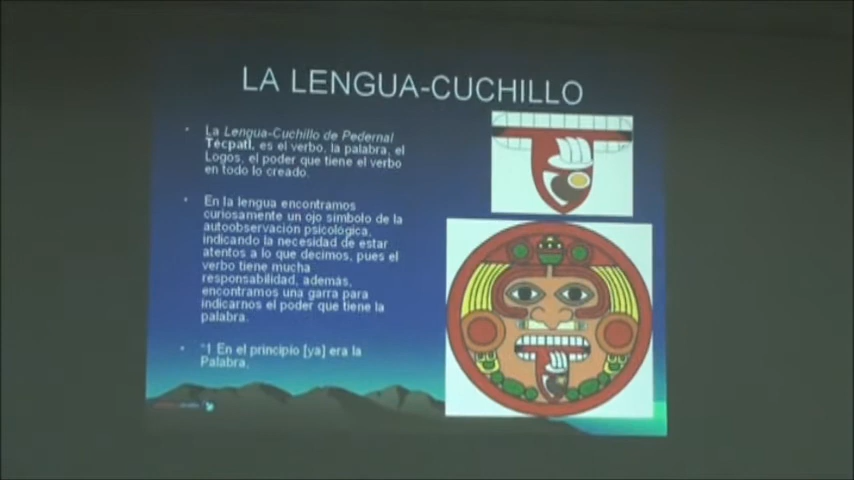 LA LENGUA-CUCHILLO
• La Lengua-Cuchillo de Pedernal
Técpatl, es el verbo, la palabra, el
Logos, el poder que tiene el verbo
en todo lo creado.
• En la lengua encontramos
curiosamente un ojo símbolo de la
autoobservación psicológica,
indicando la necesidad de estar
atentos a lo que decimos, pues el
verbo tiene mucha
responsabilidad, además,
encontramos una garra para
indicarnos el poder que tiene la
palabra.
• "1 En el principio [ya] era la
Palabra,